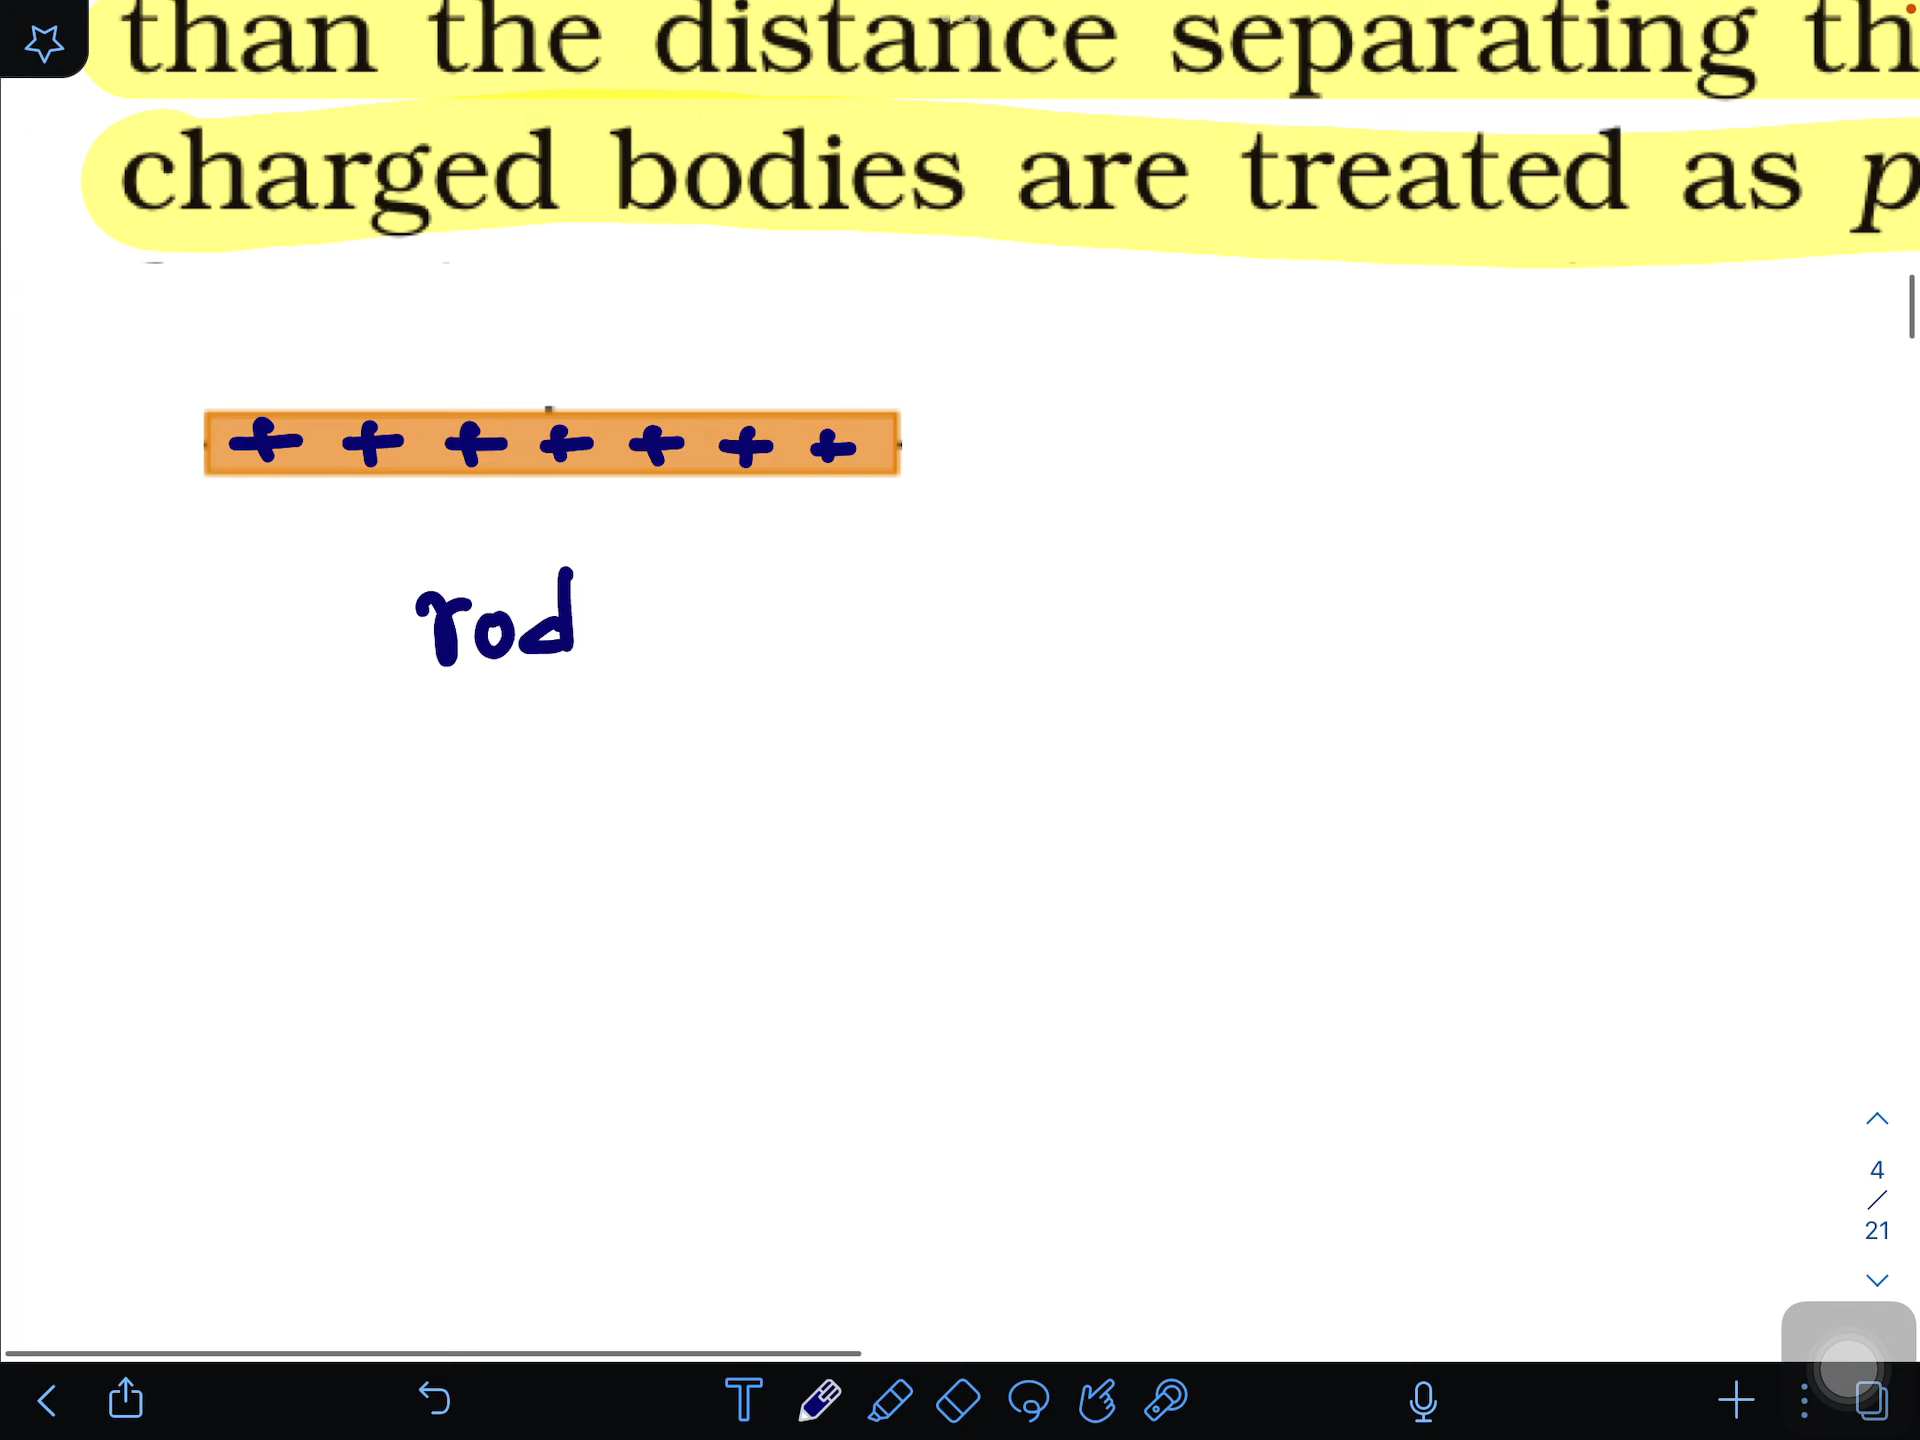 than the distance separating th
charged bodies are treated as p
+ + + + + + +
rod
4
/
21